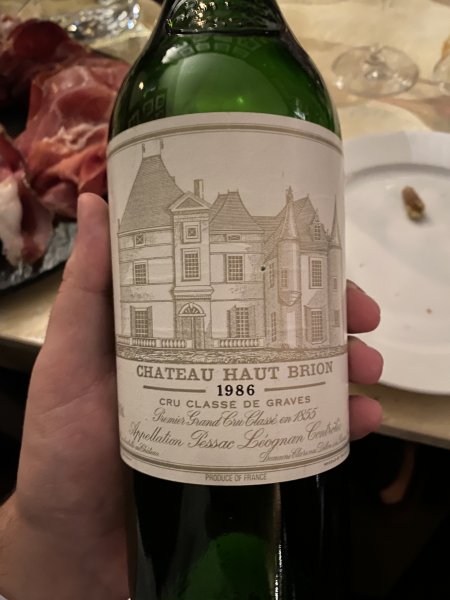 CHATEAU HAUT BRION
1986
CRU CLASSE DE GRAVES
Premier Grand Cru Classé en 1855
Appellation Pessac Léognan Contrôlée
Château
PRODUCE OF FRANCE